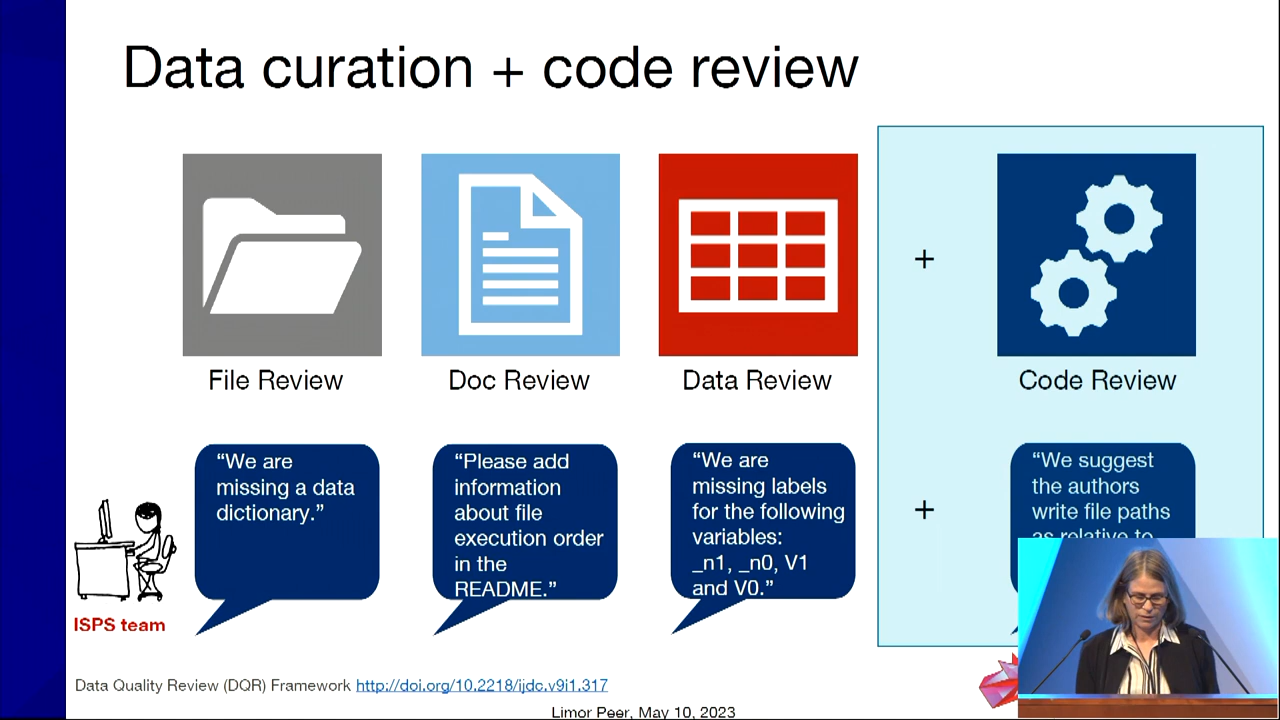 Data curation + code review
File Review
Doc Review
Data Review
+
Code Review
“We are
missing a data
dictionary.”
“Please add
information
about file
execution order
in the
README.”
“We are
missing labels
for the following
variables:
_n1, _n0, V1
and V0.”
+
“We suggest
the authors
write file paths
as relative to
ISPS team
Data Quality Review (DQR) Framework http://doi.org/10.2218/ijdc.v9i1.317
Limor Peer, May 10, 2023